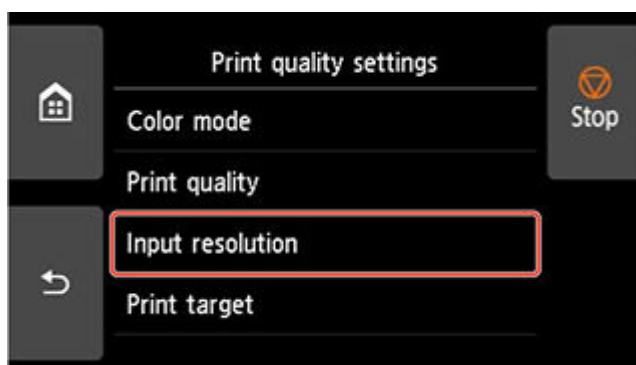 Print quality settings
Color mode
Stop
Print quality
Input resolution
Print target